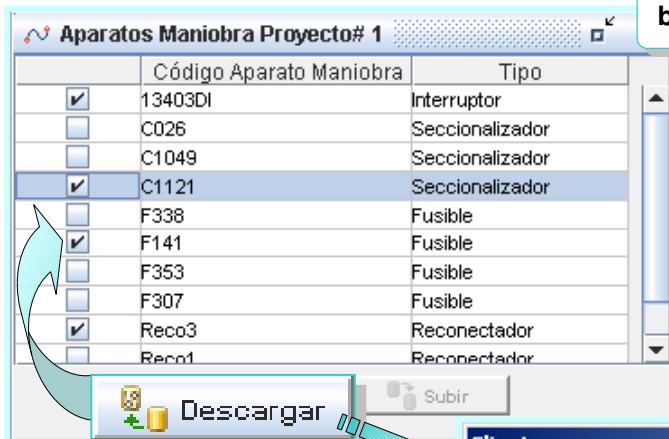 b
Aparatos Maniobra Proyecto# 1
Código Aparato Maniobra Tipo
13403DI Interruptor
C026 Seccionalizador
C1049 Seccionalizador
C1121 Seccionalizador
F338 Fusible
F141 Fusible
F353 Fusible
F307 Fusible
Reco3 Reconectador
Reco1 Reconectador
Descargar Subir